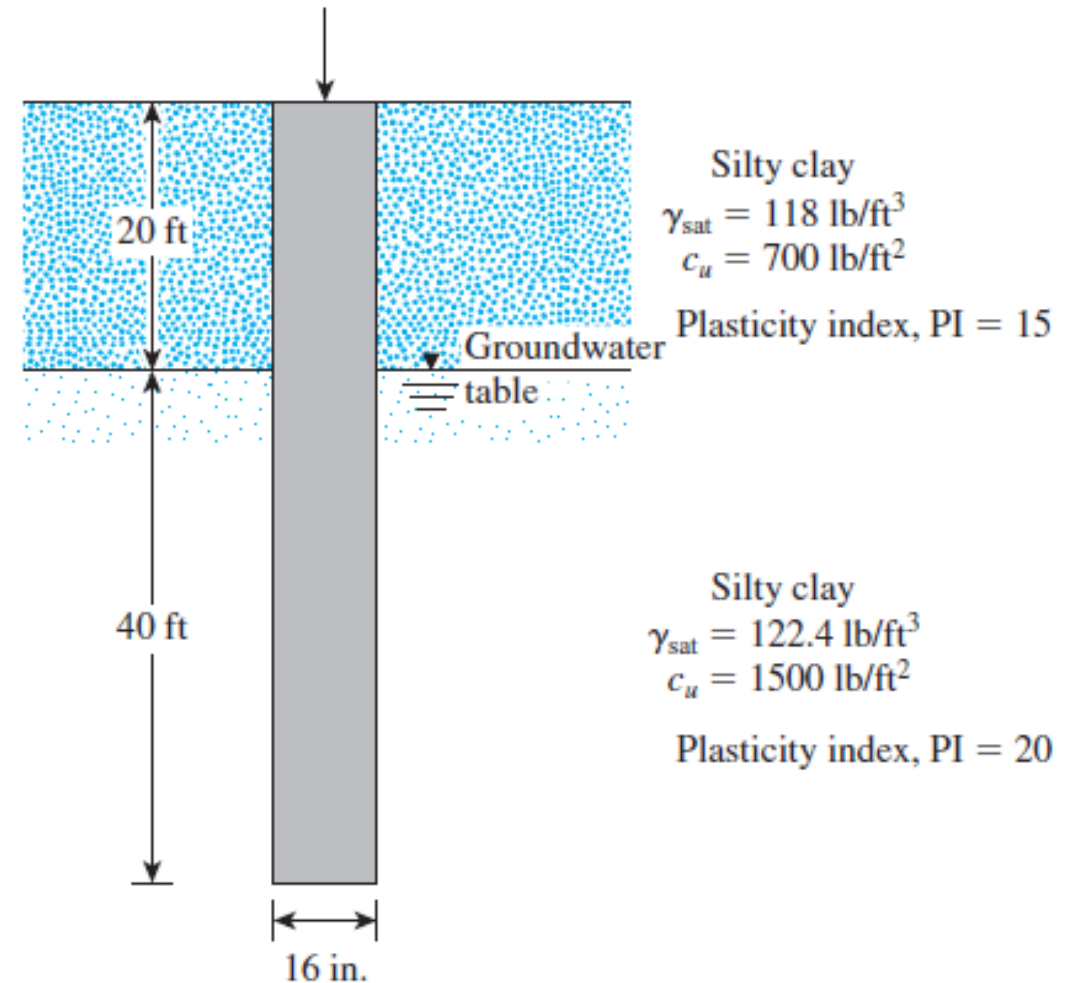 20 ft
Silty clay
γsat = 118 lb/ft³
cu = 700 lb/ft²
Plasticity index, PI = 15
Groundwater
table
40 ft
Silty clay
γsat = 122.4 lb/ft³
cu = 1500 lb/ft²
Plasticity index, PI = 20
16 in.